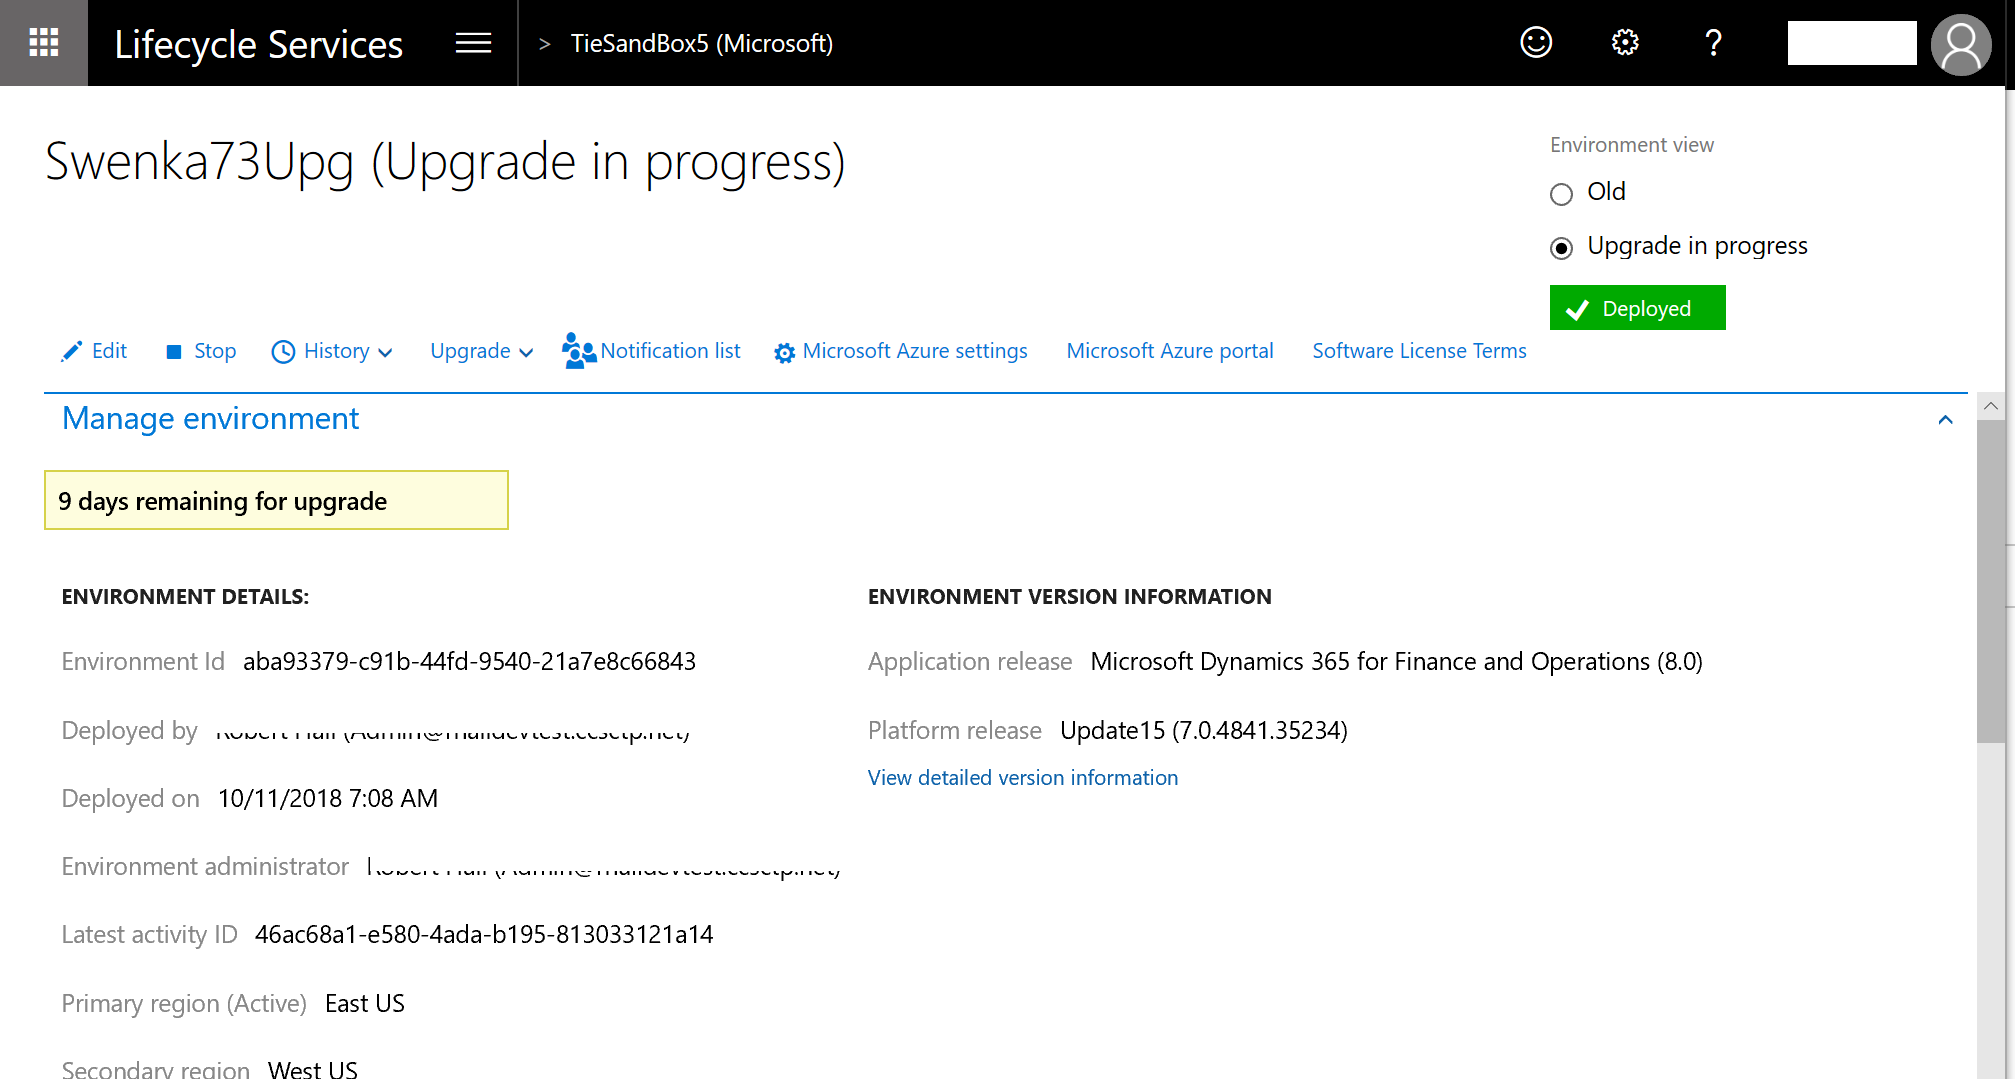 Lifecycle Services > TieSandBox5 (Microsoft) ?
Swenka73Upg (Upgrade in progress)
Environment view
Old
Upgrade in progress
Deployed
Edit Stop History Upgrade Notification list Microsoft Azure settings Microsoft Azure portal Software License Terms
Manage environment
9 days remaining for upgrade
ENVIRONMENT DETAILS:
Environment Id aba93379-c91b-44fd-9540-21a7e8c66843
Deployed by
Deployed on 10/11/2018 7:08 AM
Environment administrator
Latest activity ID 46ac68a1-e580-4ada-b195-813033121a14
Primary region (Active) East US
Secondary region West US
ENVIRONMENT VERSION INFORMATION
Application release Microsoft Dynamics 365 for Finance and Operations (8.0)
Platform release Update15 (7.0.4841.35234)
View detailed version information